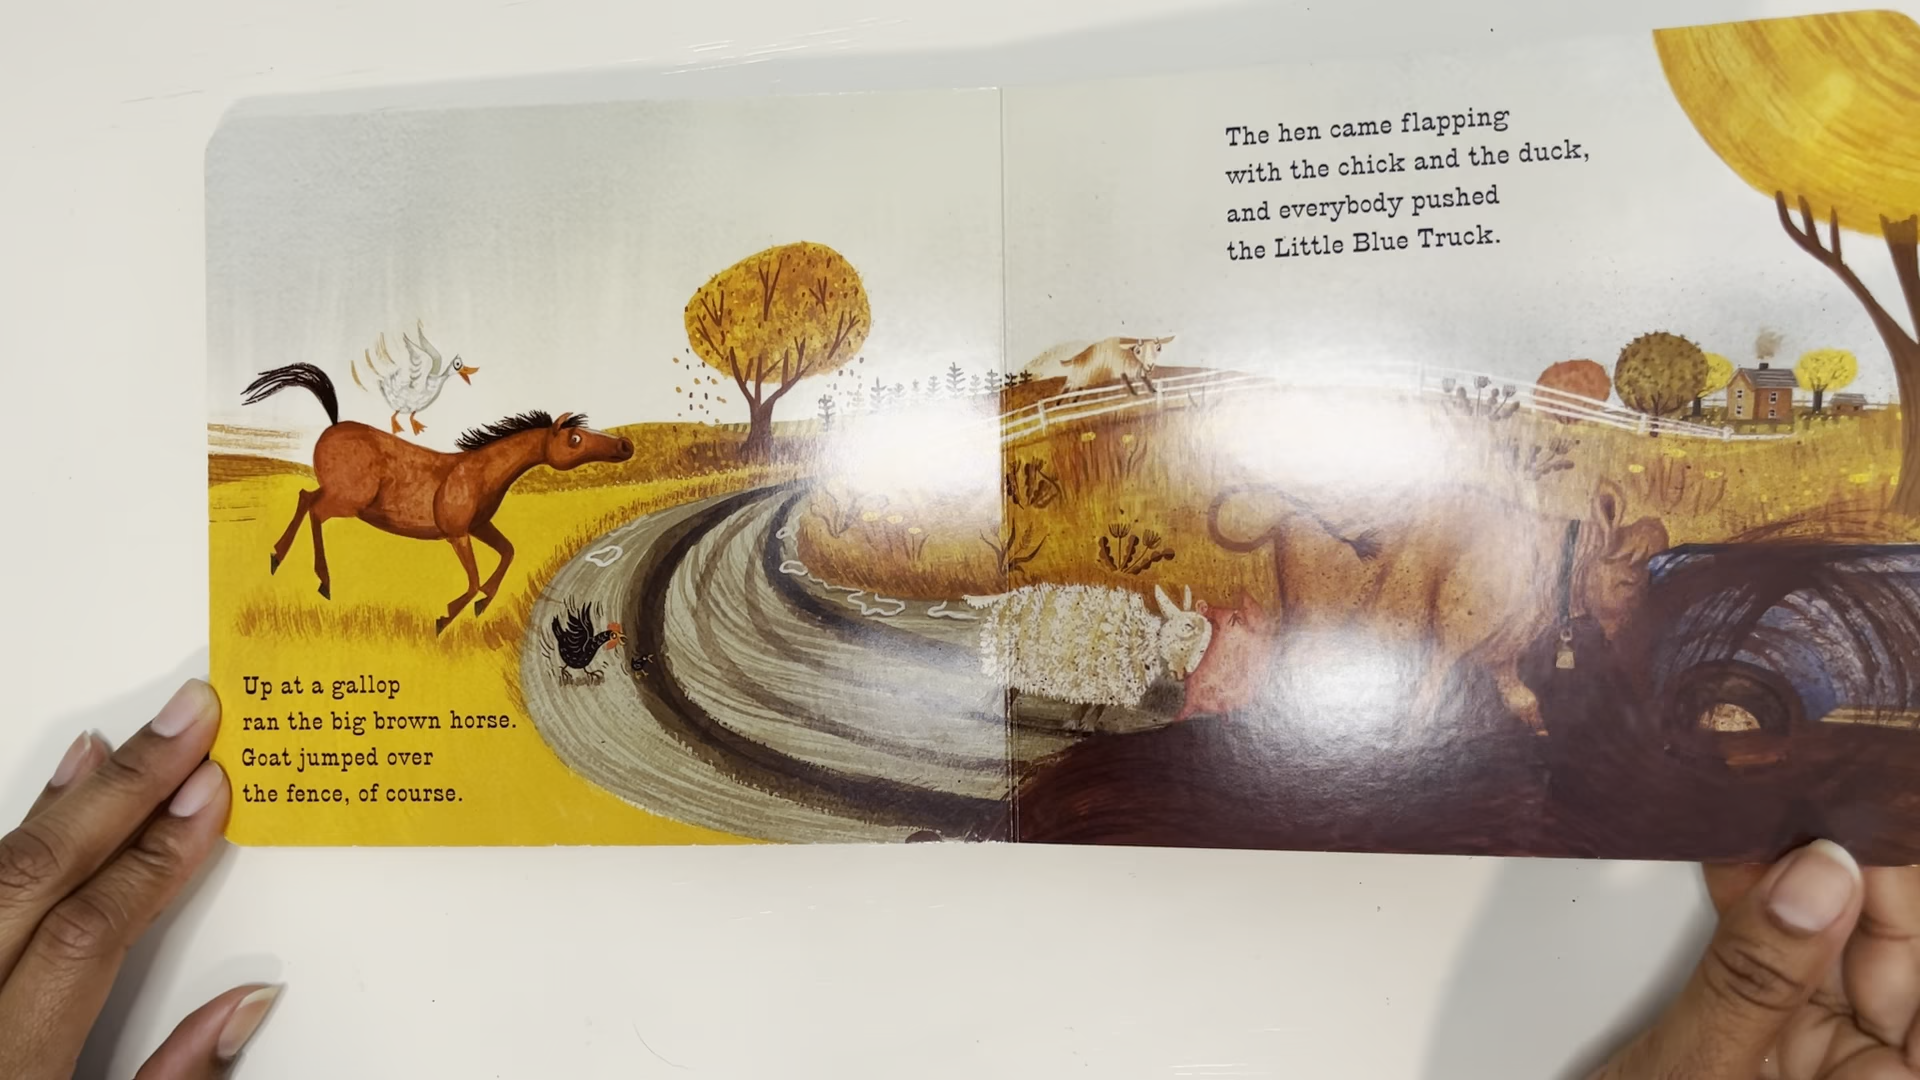 Up at a gallop
ran the big brown horse.
Goat jumped over
the fence, of course.
The hen came flapping
with the chick and the duck,
and everybody pushed
the Little Blue Truck.